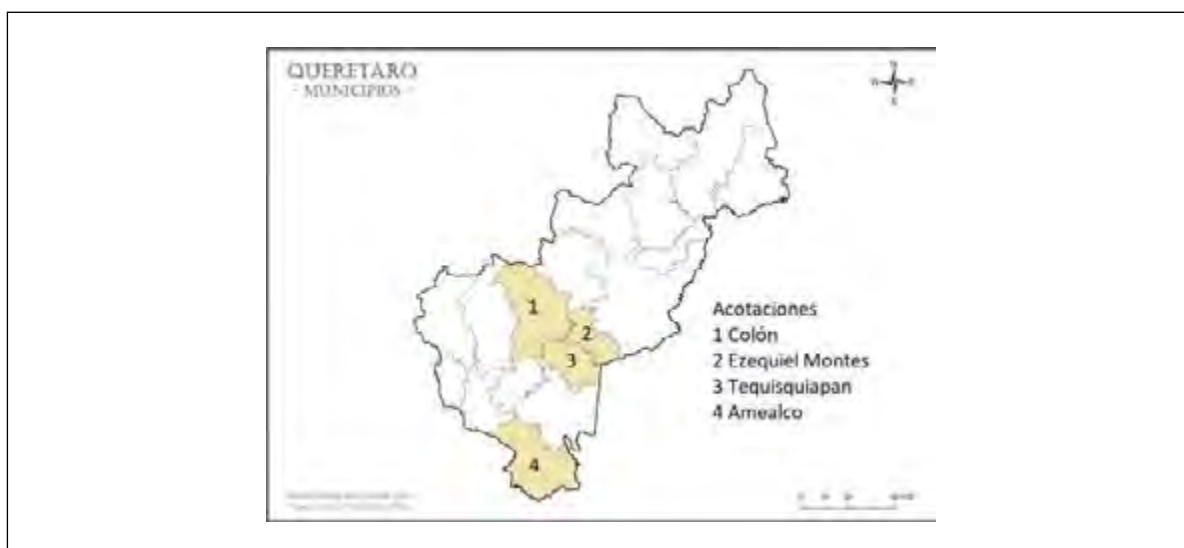 QUERETARO
- MUNICIPIOS -
N
E
S
1
2
3
4
Acotaciones
1 Colón
2 Ezequiel Montes
3 Tequisquiapan
4 Amealco